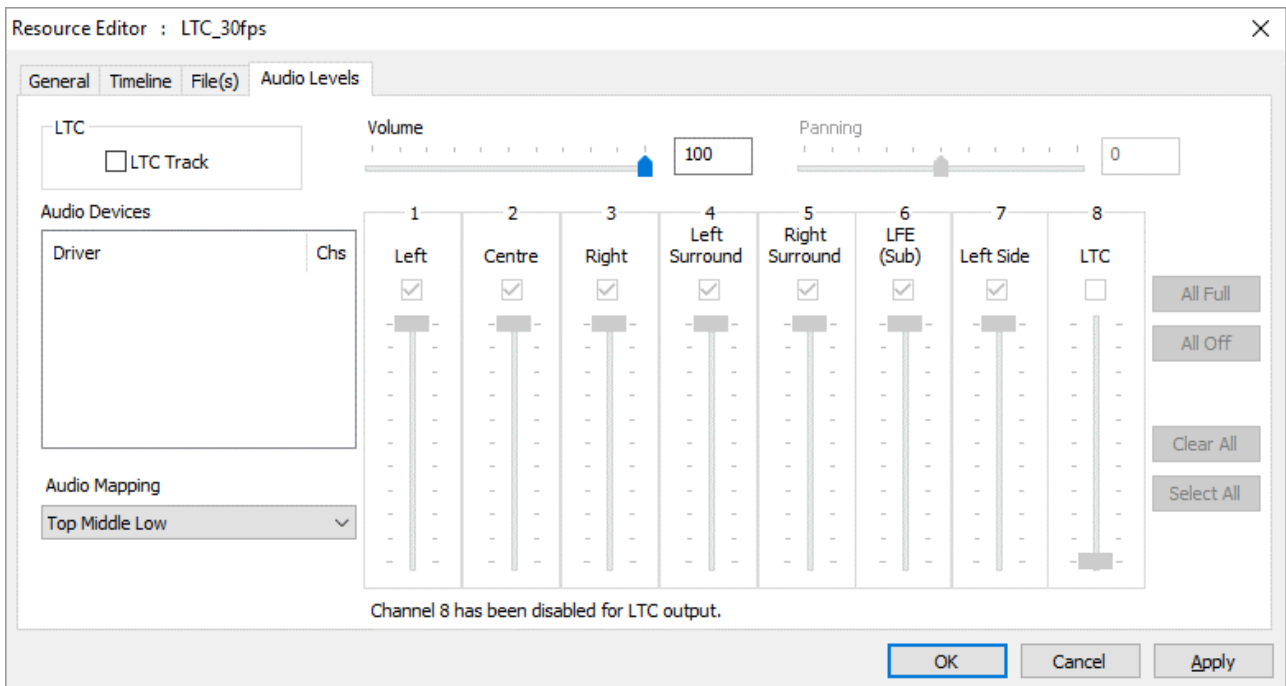 Resource Editor : LTC_30fps
General Timeline File(s) Audio Levels
LTC
LTC Track
Volume
100
Panning
0
Audio Devices
Driver Chs
1 2 3 4 5 6 7 8
Left Centre Right Left Surround Right Surround LFE (Sub) Left Side LTC
All Full
All Off
Clear All
Select All
Audio Mapping
Top Middle Low
Channel 8 has been disabled for LTC output.
OK Cancel Apply